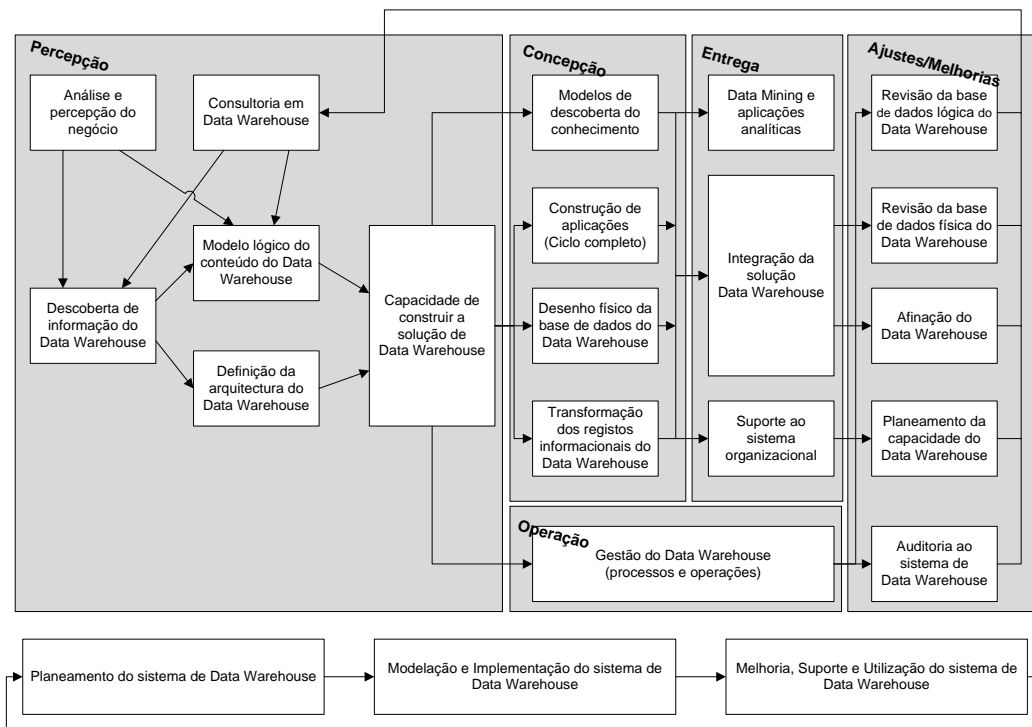 Percepção
Análise e
percepção do
negócio
Consultoria em
Data Warehouse
Descoberta de
informação do
Data Warehouse
Modelo lógico do
conteúdo do Data
Warehouse
Definição da
arquitectura do
Data Warehouse
Capacidade de
construir a
solução de
Data Warehouse
Concepção
Modelos de
descoberta do
conhecimento
Construção de
aplicações
(Ciclo completo)
Desenho físico da
base de dados do
Data Warehouse
Transformação
dos registos
informacionais do
Data Warehouse
Entrega
Data Mining e
aplicações
analíticas
Integração da
solução
Data Warehouse
Suporte ao
sistema
organizacional
Operação
Gestão do Data Warehouse
(processos e operações)
Ajustes/Melhorias
Revisão da base
de dados lógica do
Data Warehouse
Revisão da base
de dados física do
Data Warehouse
Afinação do
Data Warehouse
Planeamento da
capacidade do
Data Warehouse
Auditoria ao
sistema de
Data Warehouse
Planeamento do sistema de Data Warehouse
Modelação e Implementação do sistema de
Data Warehouse
Melhoria, Suporte e Utilização do sistema de
Data Warehouse